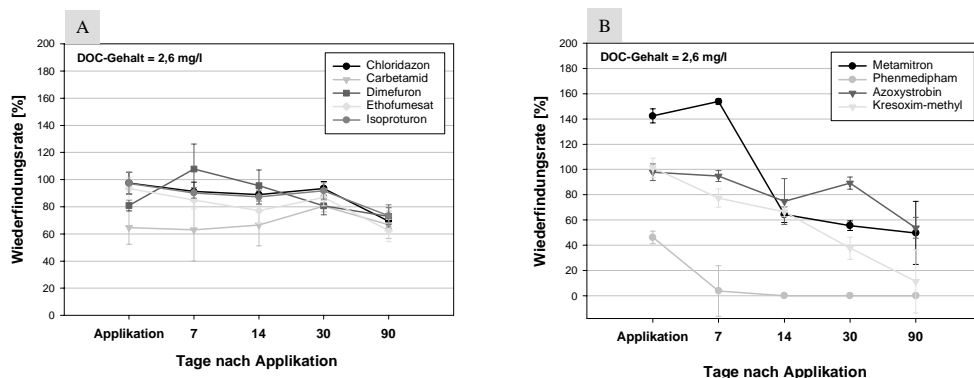 A
DOC-Gehalt = 2,6 mg/l
Chloridazon
Carbetamid
Dimefuron
Ethofumesat
Isoproturon
Wiederfindungsrate [%]
200
180
160
140
120
100
80
60
40
20
0
Applikation 7 14 30 90
Tage nach Applikation
B
DOC-Gehalt = 2,6 mg/l
Metamitron
Phenmedipham
Azoxystrobin
Kresoxim-methyl
Wiederfindungsrate [%]
200
180
160
140
120
100
80
60
40
20
0
Applikation 7 14 30 90
Tage nach Applikation